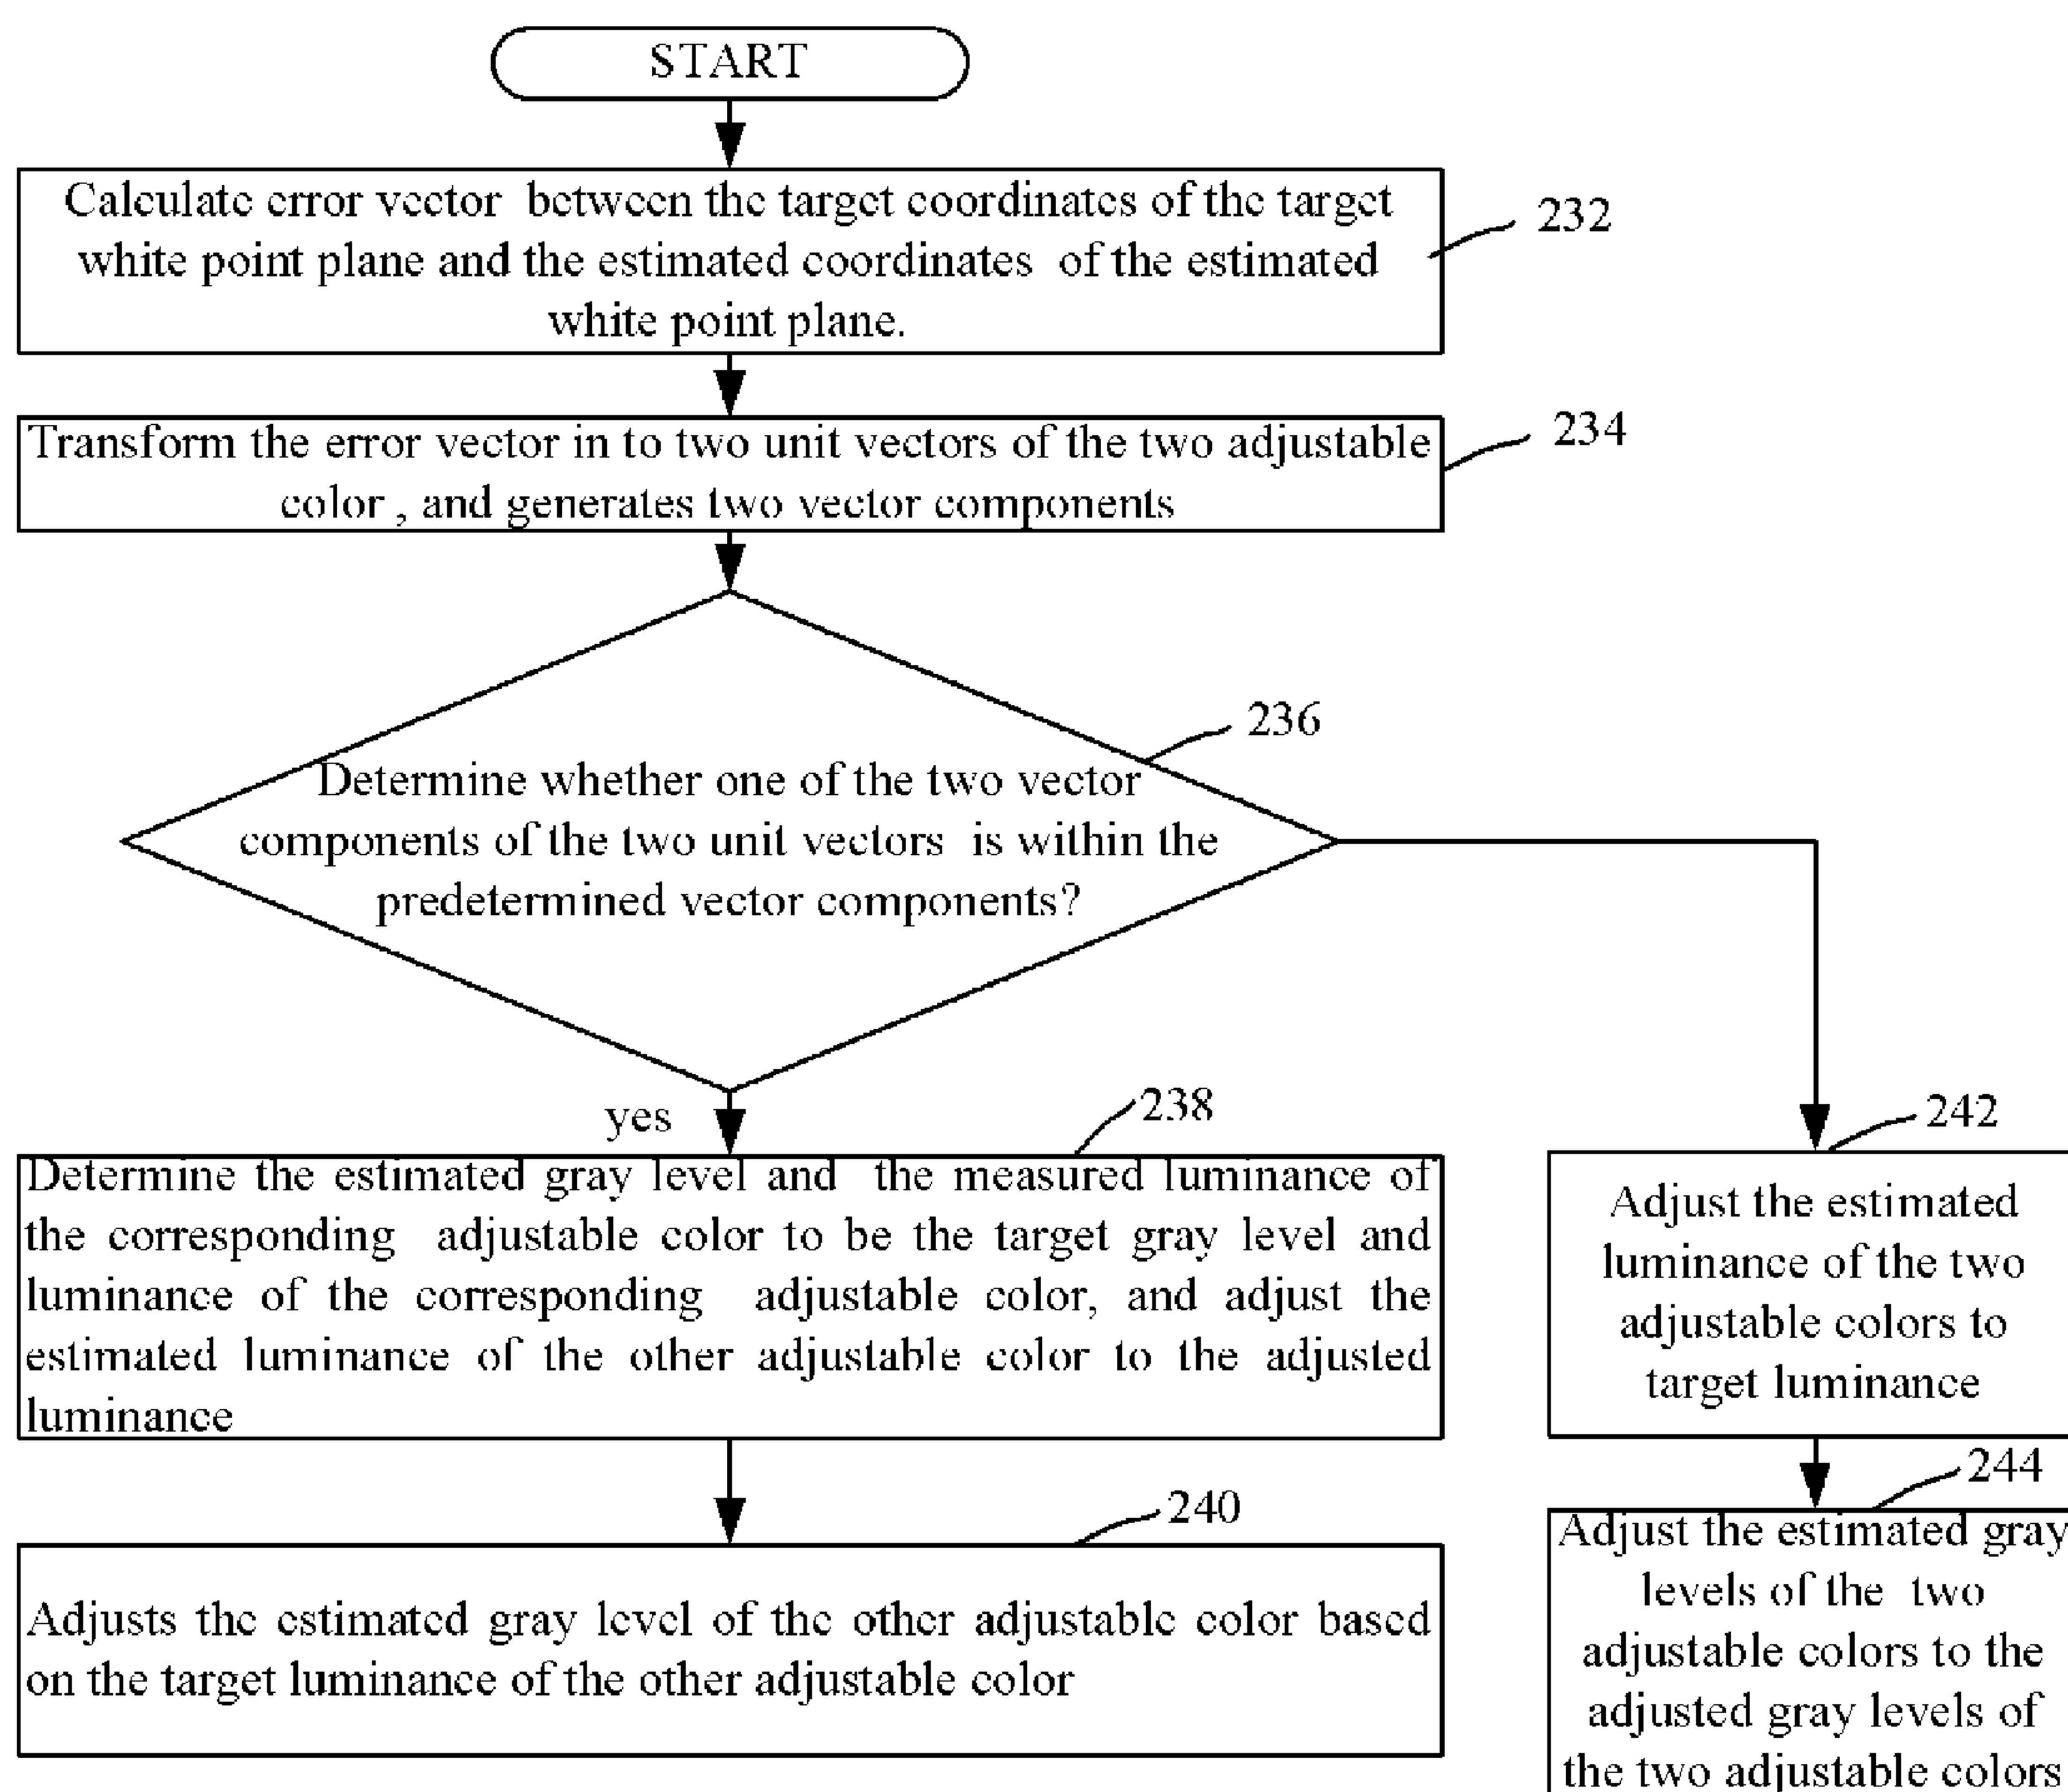 START
Calculate error vector between the target coordinates of the target
white point plane and the estimated coordinates of the estimated
white point plane.
232
Transform the error vector in to two unit vectors of the two adjustable
color , and generates two vector components
234
236
Determine whether one of the two vector
components of the two unit vectors is within the
predetermined vector components?
yes
238
Determine the estimated gray level and the measured luminance of
the corresponding adjustable color to be the target gray level and
luminance of the corresponding adjustable color, and adjust the
estimated luminance of the other adjustable color to the adjusted
luminance
242
Adjust the estimated
luminance of the two
adjustable colors to
target luminance
240
Adjusts the estimated gray level of the other adjustable color based
on the target luminance of the other adjustable color
244
Adjust the estimated gray
levels of the two
adjustable colors to the
adjusted gray levels of
the two adjustable colors